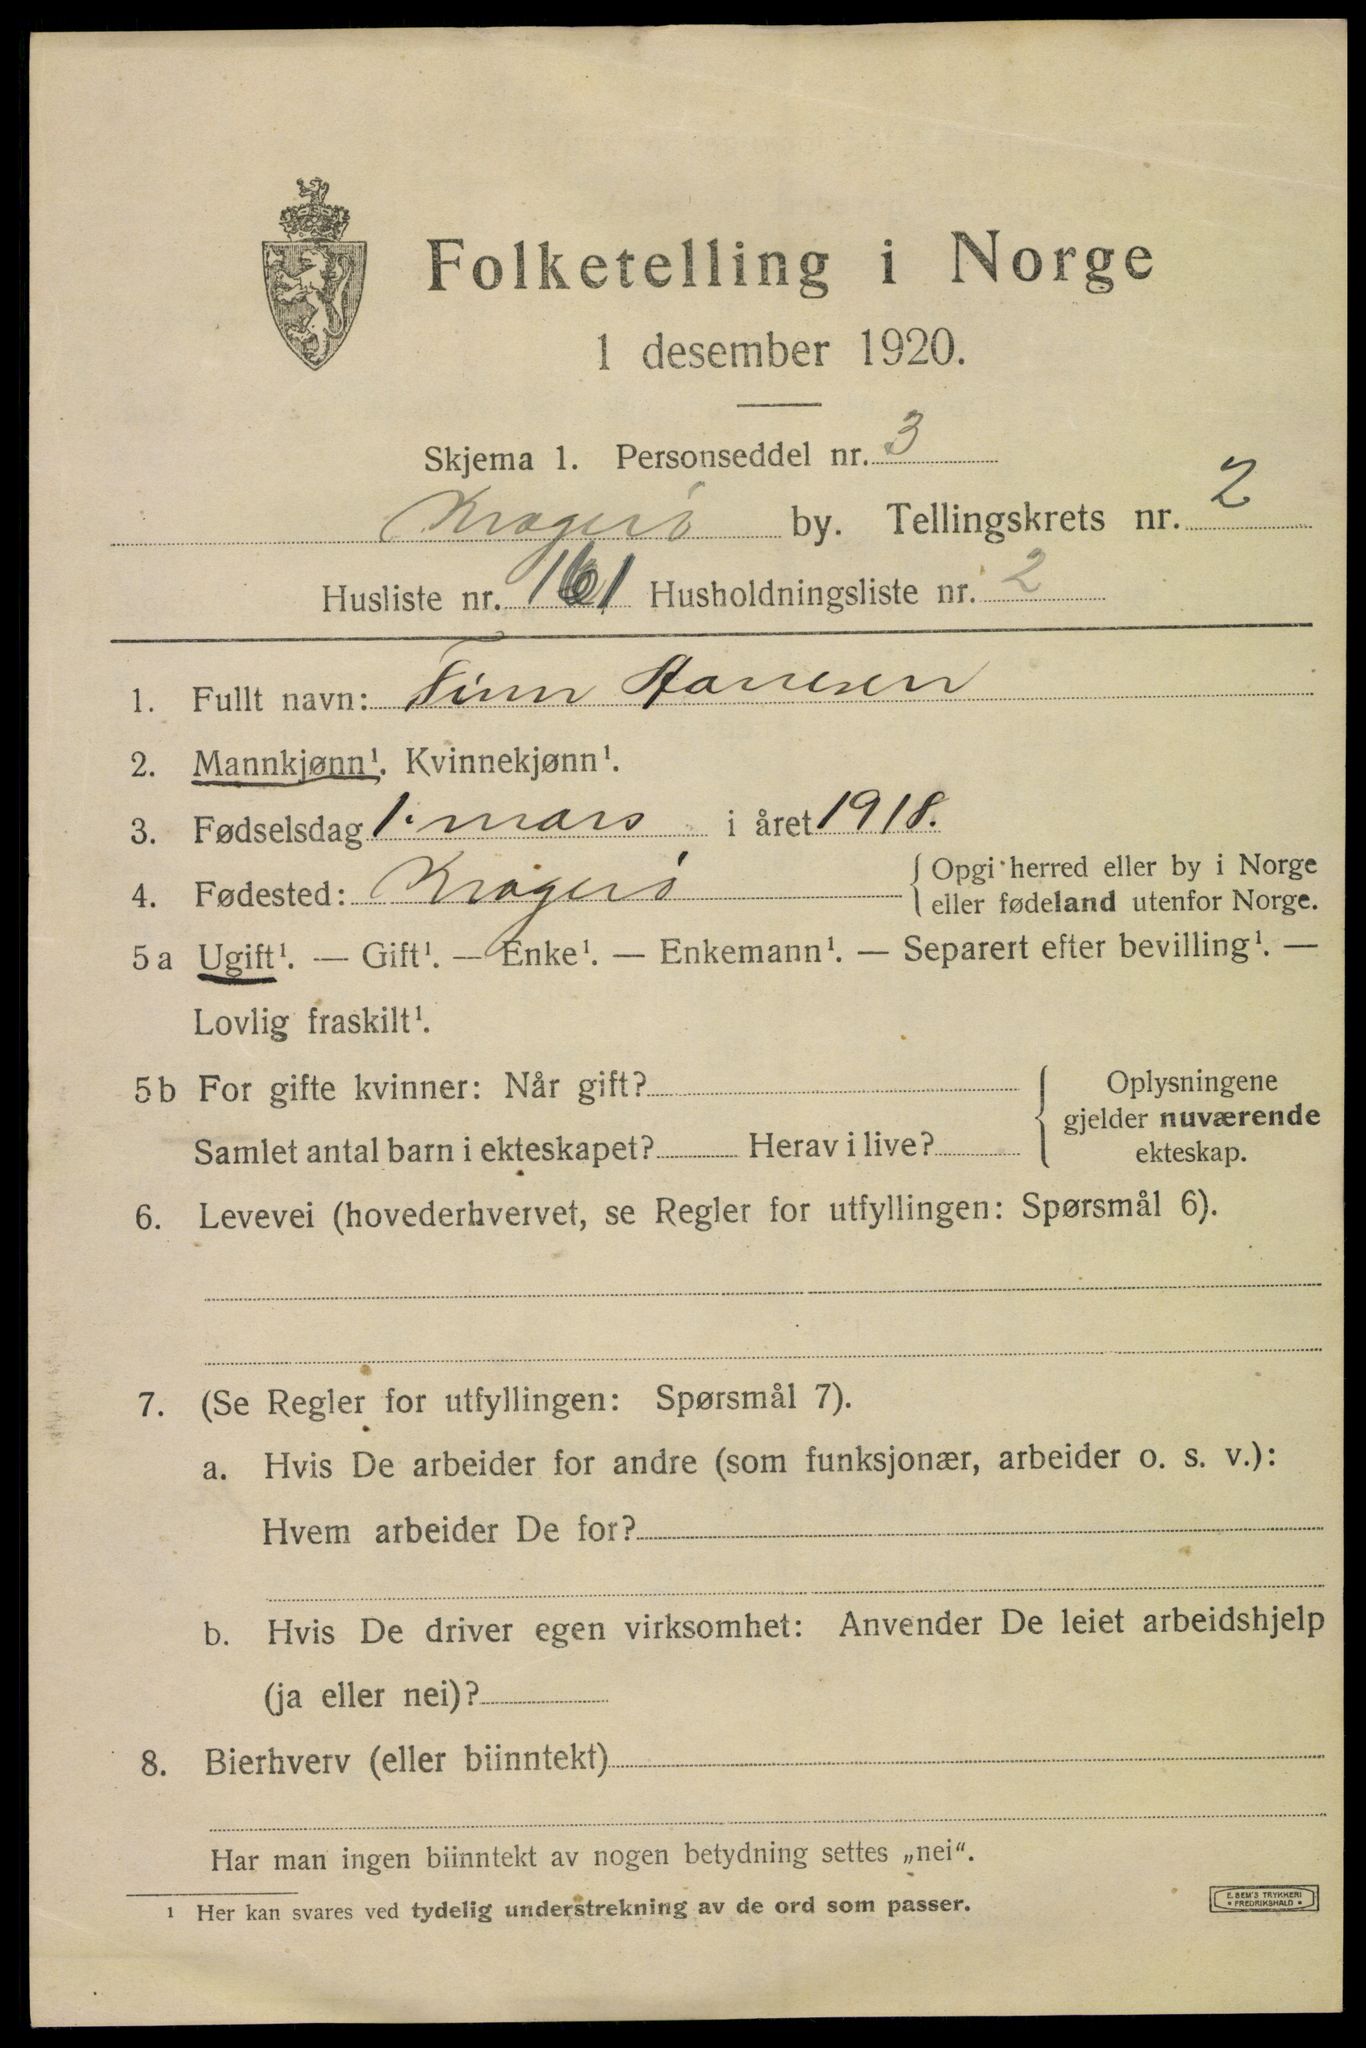 Folketelling i Norge
1 desember 1920.
Skjema 1. Personseddel nr. 3
Kragerö by. Tellingskrets nr. 2
Husliste nr. 161 Husholdningsliste nr. 2
1. Fullt navn: Finn Hansen
2. Mannkjønn¹. Kvinnekjønn¹.
3. Fødselsdag 1. mars i året 1918.
4. Fødested: Kragerö { Opgi herred eller by i Norge
eller fødeland utenfor Norge.
5a Ugift¹. — Gift¹. — Enke¹. — Enkemann¹. — Separert efter bevilling¹. —
Lovlig fraskilt¹.
5b For gifte kvinner: Når gift? { Oplysningene
gjelder nuværende
Samlet antal barn i ekteskapet? Herav i live? ekteskap.
6. Levevei (hovederhvervet, se Regler for utfyllingen: Spørsmål 6).
7. (Se Regler for utfyllingen: Spørsmål 7).
a. Hvis De arbeider for andre (som funksjonær, arbeider o. s. v.):
Hvem arbeider De for?
b. Hvis De driver egen virksomhet: Anvender De leiet arbeidshjelp
(ja eller nei)?
8. Bierhverv (eller biinntekt)
Har man ingen biinntekt av nogen betydning settes „nei“.
¹ Her kan svares ved tydelig understrekning av de ord som passer.
E. SEM'S TRYKKERI
• FREDRIKSHALD •